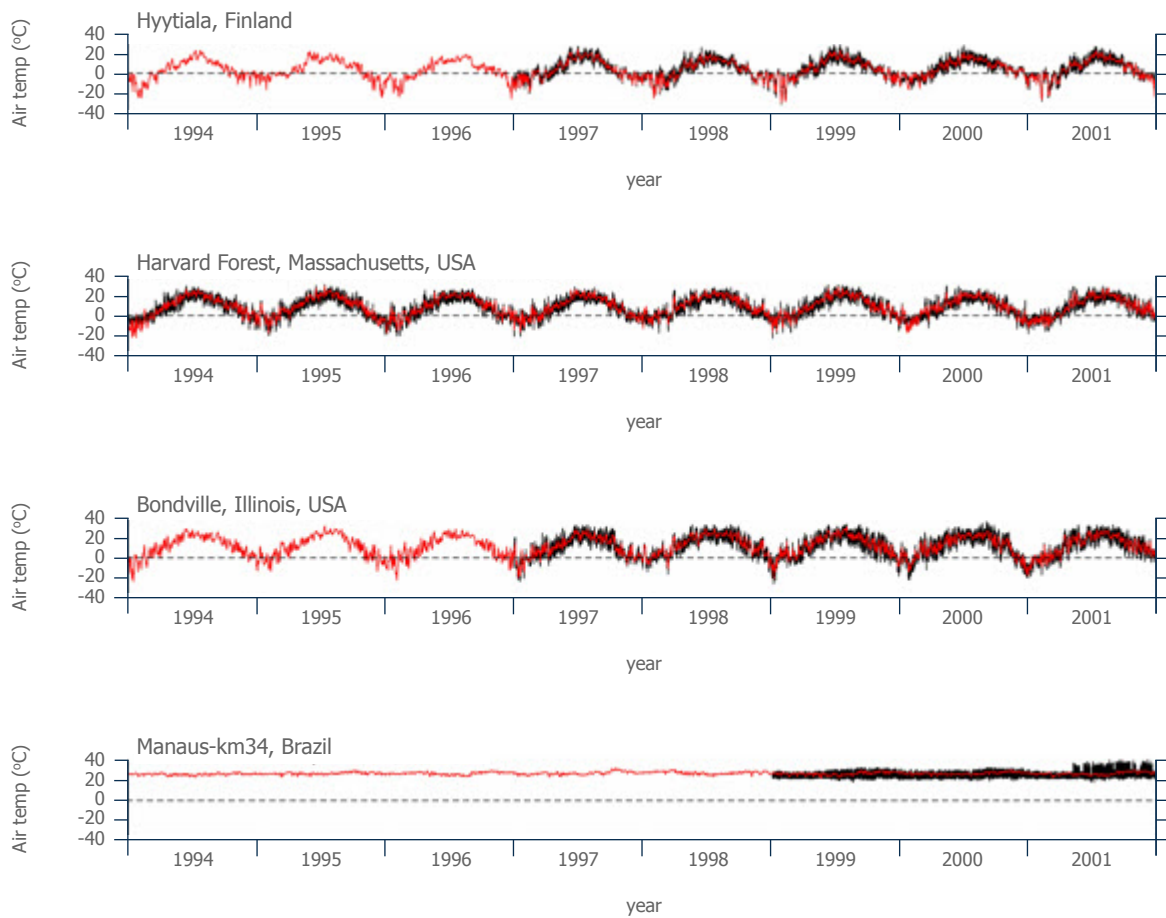 Hyytiala, Finland
Air temp (ºC)
40
20
0
-20
-40
1994 1995 1996 1997 1998 1999 2000 2001
year
Harvard Forest, Massachusetts, USA
Air temp (ºC)
40
20
0
-20
-40
1994 1995 1996 1997 1998 1999 2000 2001
year
Bondville, Illinois, USA
Air temp (ºC)
40
20
0
-20
-40
1994 1995 1996 1997 1998 1999 2000 2001
year
Manaus-km34, Brazil
Air temp (ºC)
40
20
0
-20
-40
1994 1995 1996 1997 1998 1999 2000 2001
year